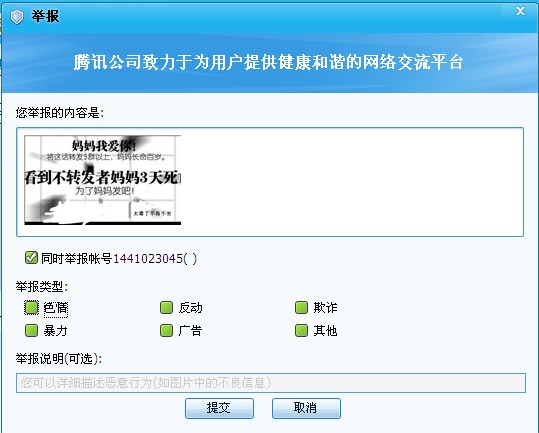 举报
腾讯公司致力于为用户提供健康和谐的网络交流平台
您举报的内容是:
妈妈我爱你!
将这话转发5群以上、妈妈长命百岁。
看到不转发者妈妈3天死
为了妈妈发吧!
同时举报帐号1441023045( )
举报类型:
色情 反动 欺诈
暴力 广告 其他
举报说明(可选):
您可以详细描述恶意行为(如图片中的不良信息)
提交 取消